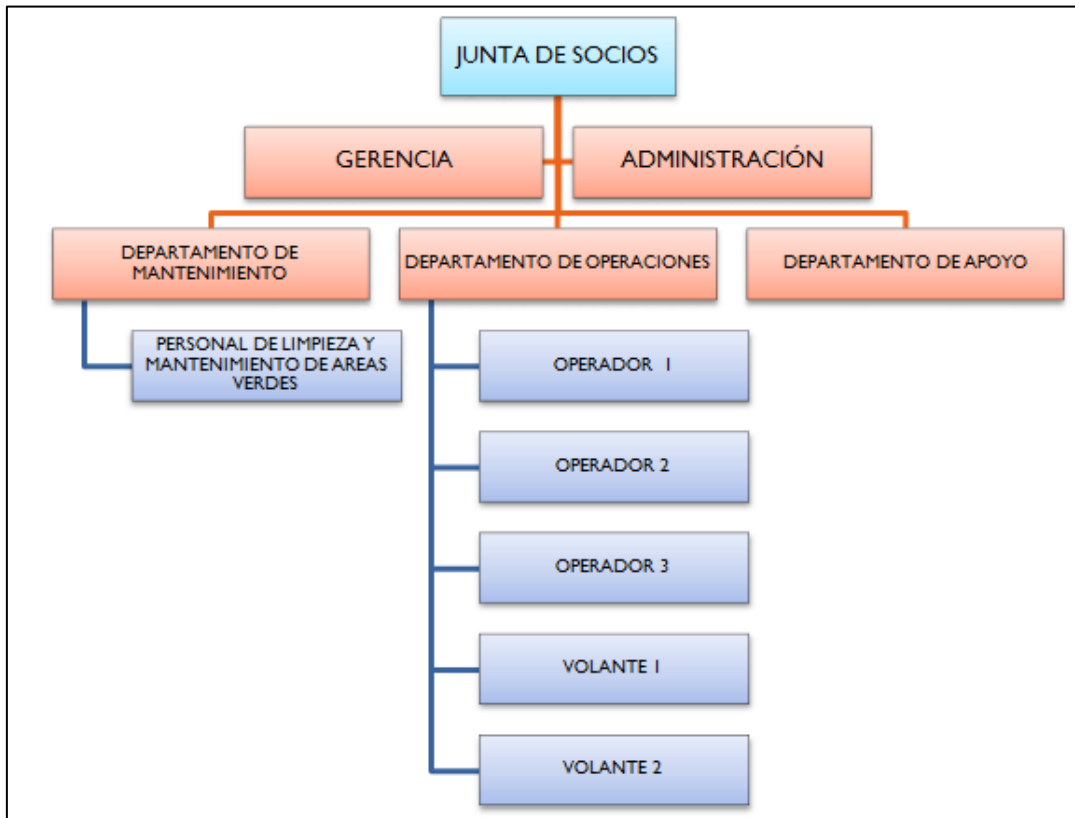 JUNTA DE SOCIOS
GERENCIA
ADMINISTRACIÓN
DEPARTAMENTO DE
MANTENIMIENTO
DEPARTAMENTO DE OPERACIONES
DEPARTAMENTO DE APOYO
PERSONAL DE LIMPIEZA Y
MANTENIMIENTO DE AREAS
VERDES
OPERADOR 1
OPERADOR 2
OPERADOR 3
VOLANTE 1
VOLANTE 2